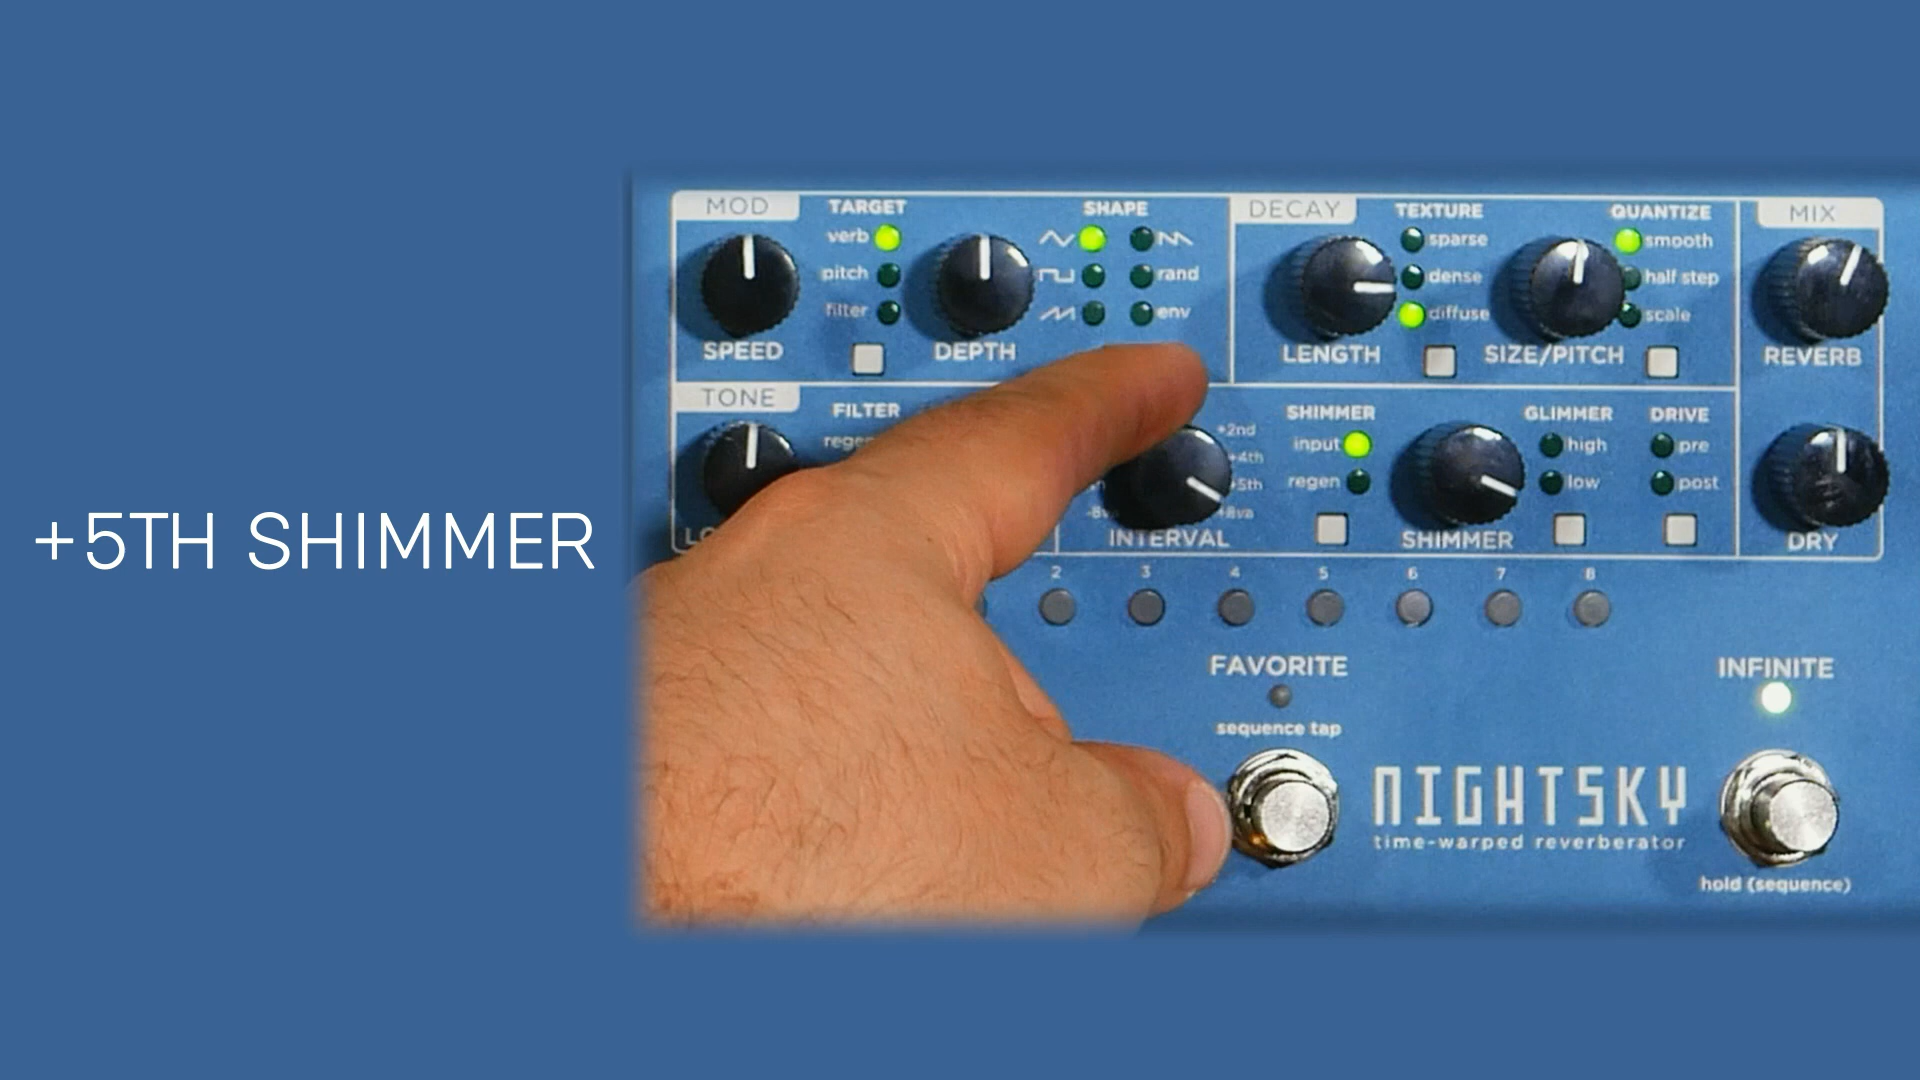 +5TH SHIMMER
MOD
TARGET
SHAPE
verb
pitch
filter
rand
env
SPEED
DEPTH
DECAY
TEXTURE
QUANTIZE
sparse
dense
diffuse
smooth
half step
scale
LENGTH
SIZE/PITCH
MIX
REVERB
TONE
FILTER
+2nd
+4th
+5th
+8va
INTERVAL
SHIMMER
input
regen
SHIMMER
GLIMMER
high
low
DRIVE
pre
post
DRY
2 3 4 5 6 7 8
FAVORITE
sequence tap
INFINITE
NIGHTSKY
time-warped reverberator
hold (sequence)